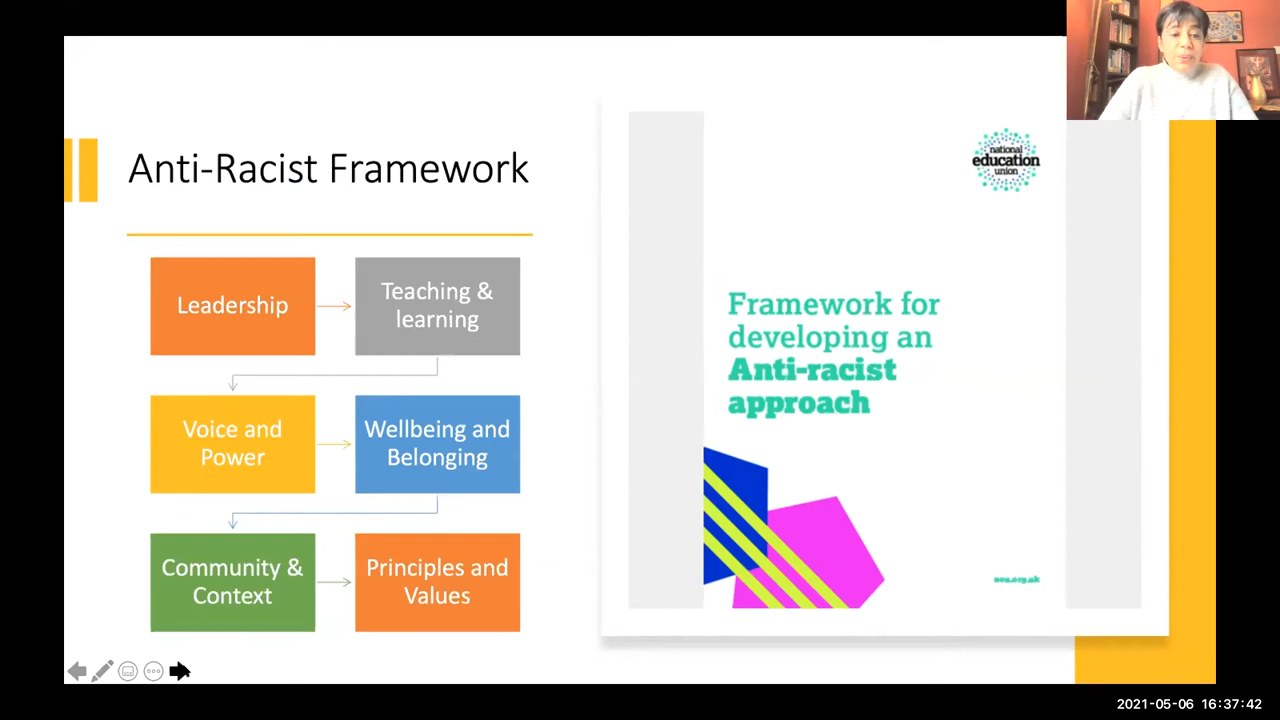 Anti-Racist Framework
Leadership
Teaching &
learning
Voice and
Power
Wellbeing and
Belonging
Community &
Context
Principles and
Values
national
education
union
Framework for
developing an
Anti-racist
approach
neu.org.uk
2021-05-06 16:37:42